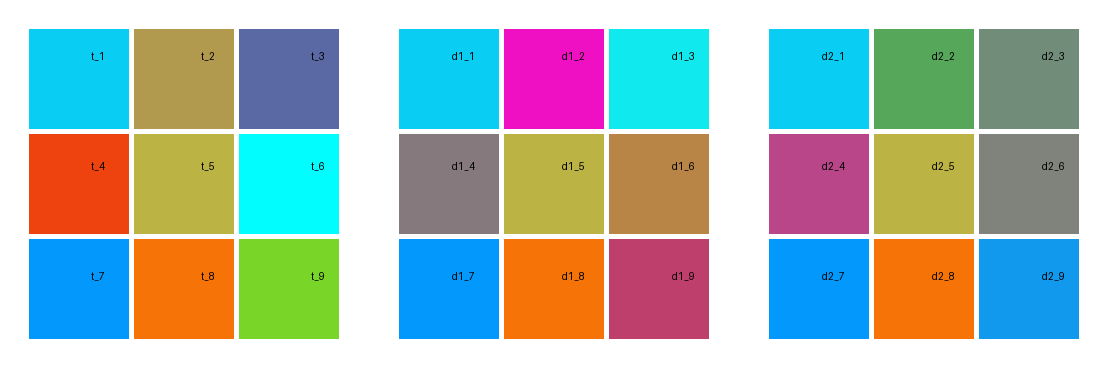 t_1 t_2 t_3 d1_1 d1_2 d1_3 d2_1 d2_2 d2_3
t_4 t_5 t_6 d1_4 d1_5 d1_6 d2_4 d2_5 d2_6
t_7 t_8 t_9 d1_7 d1_8 d1_9 d2_7 d2_8 d2_9